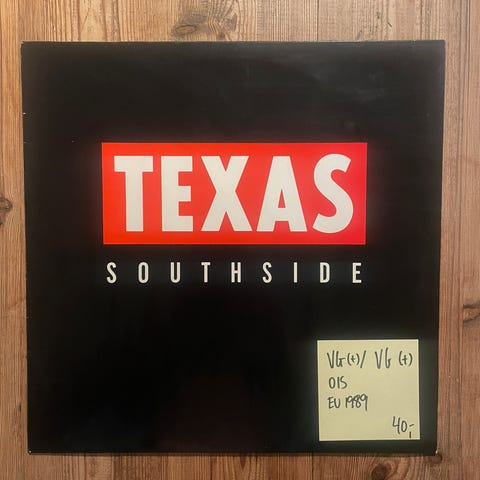 TEXAS
SOUTHSIDE
VG(+)/ VG (+)
OIS
EU 1989
40,-